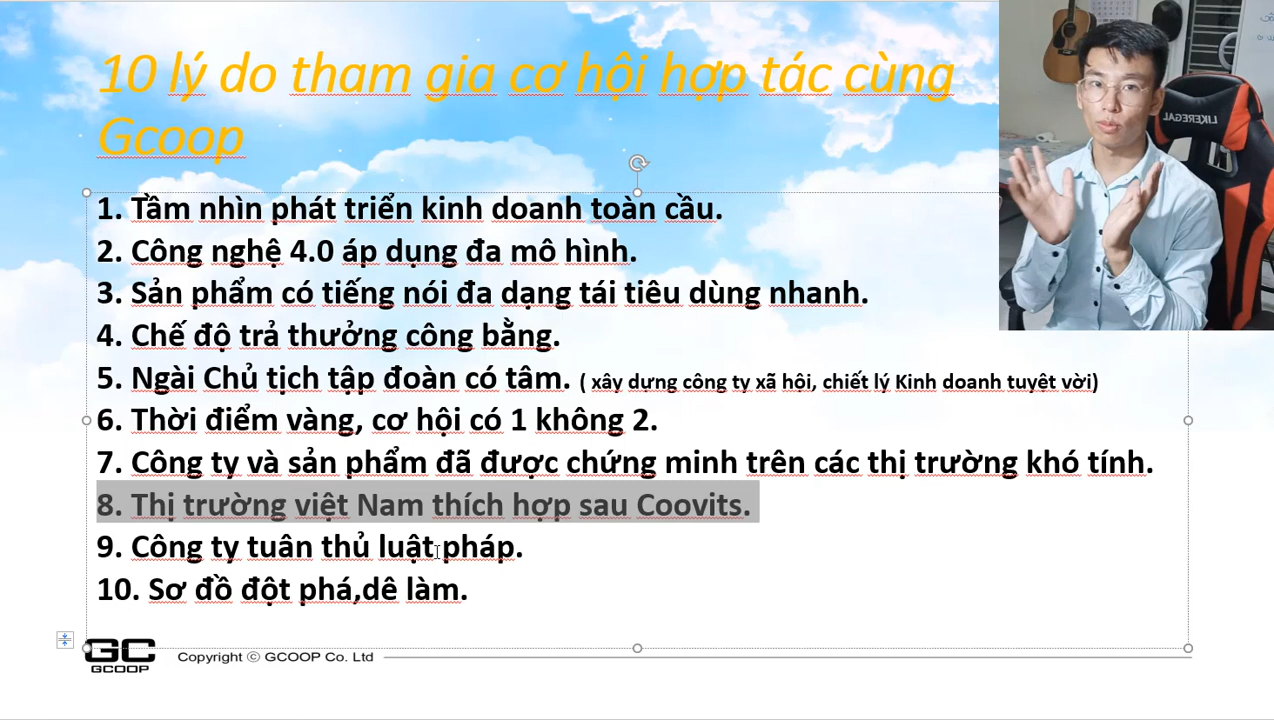 10 lý do tham gia cơ hội hợp tác cùng
Gcoop
1. Tầm nhìn phát triển kinh doanh toàn cầu.
2. Công nghệ 4.0 áp dụng đa mô hình.
3. Sản phẩm có tiếng nói đa dạng tái tiêu dùng nhanh.
4. Chế độ trả thưởng công bằng.
5. Ngài Chủ tịch tập đoàn có tâm. ( xây dựng công ty xã hội, chiết lý Kinh doanh tuyệt vời)
6. Thời điểm vàng, cơ hội có 1 không 2.
7. Công ty và sản phẩm đã được chứng minh trên các thị trường khó tính.
8. Thị trường việt Nam thích hợp sau Coovits.
9. Công ty tuân thủ luật pháp.
10. Sơ đồ đột phá,dê làm.
GC
GCOOP
Copyright © GCOOP Co. Ltd
LIKEREGAL